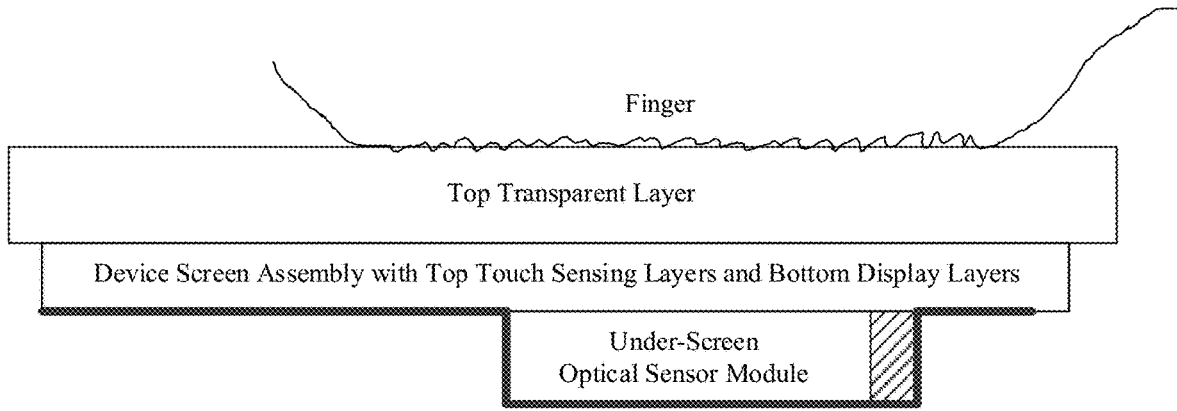 Finger
Top Transparent Layer
Device Screen Assembly with Top Touch Sensing Layers and Bottom Display Layers
Under-Screen
Optical Sensor Module